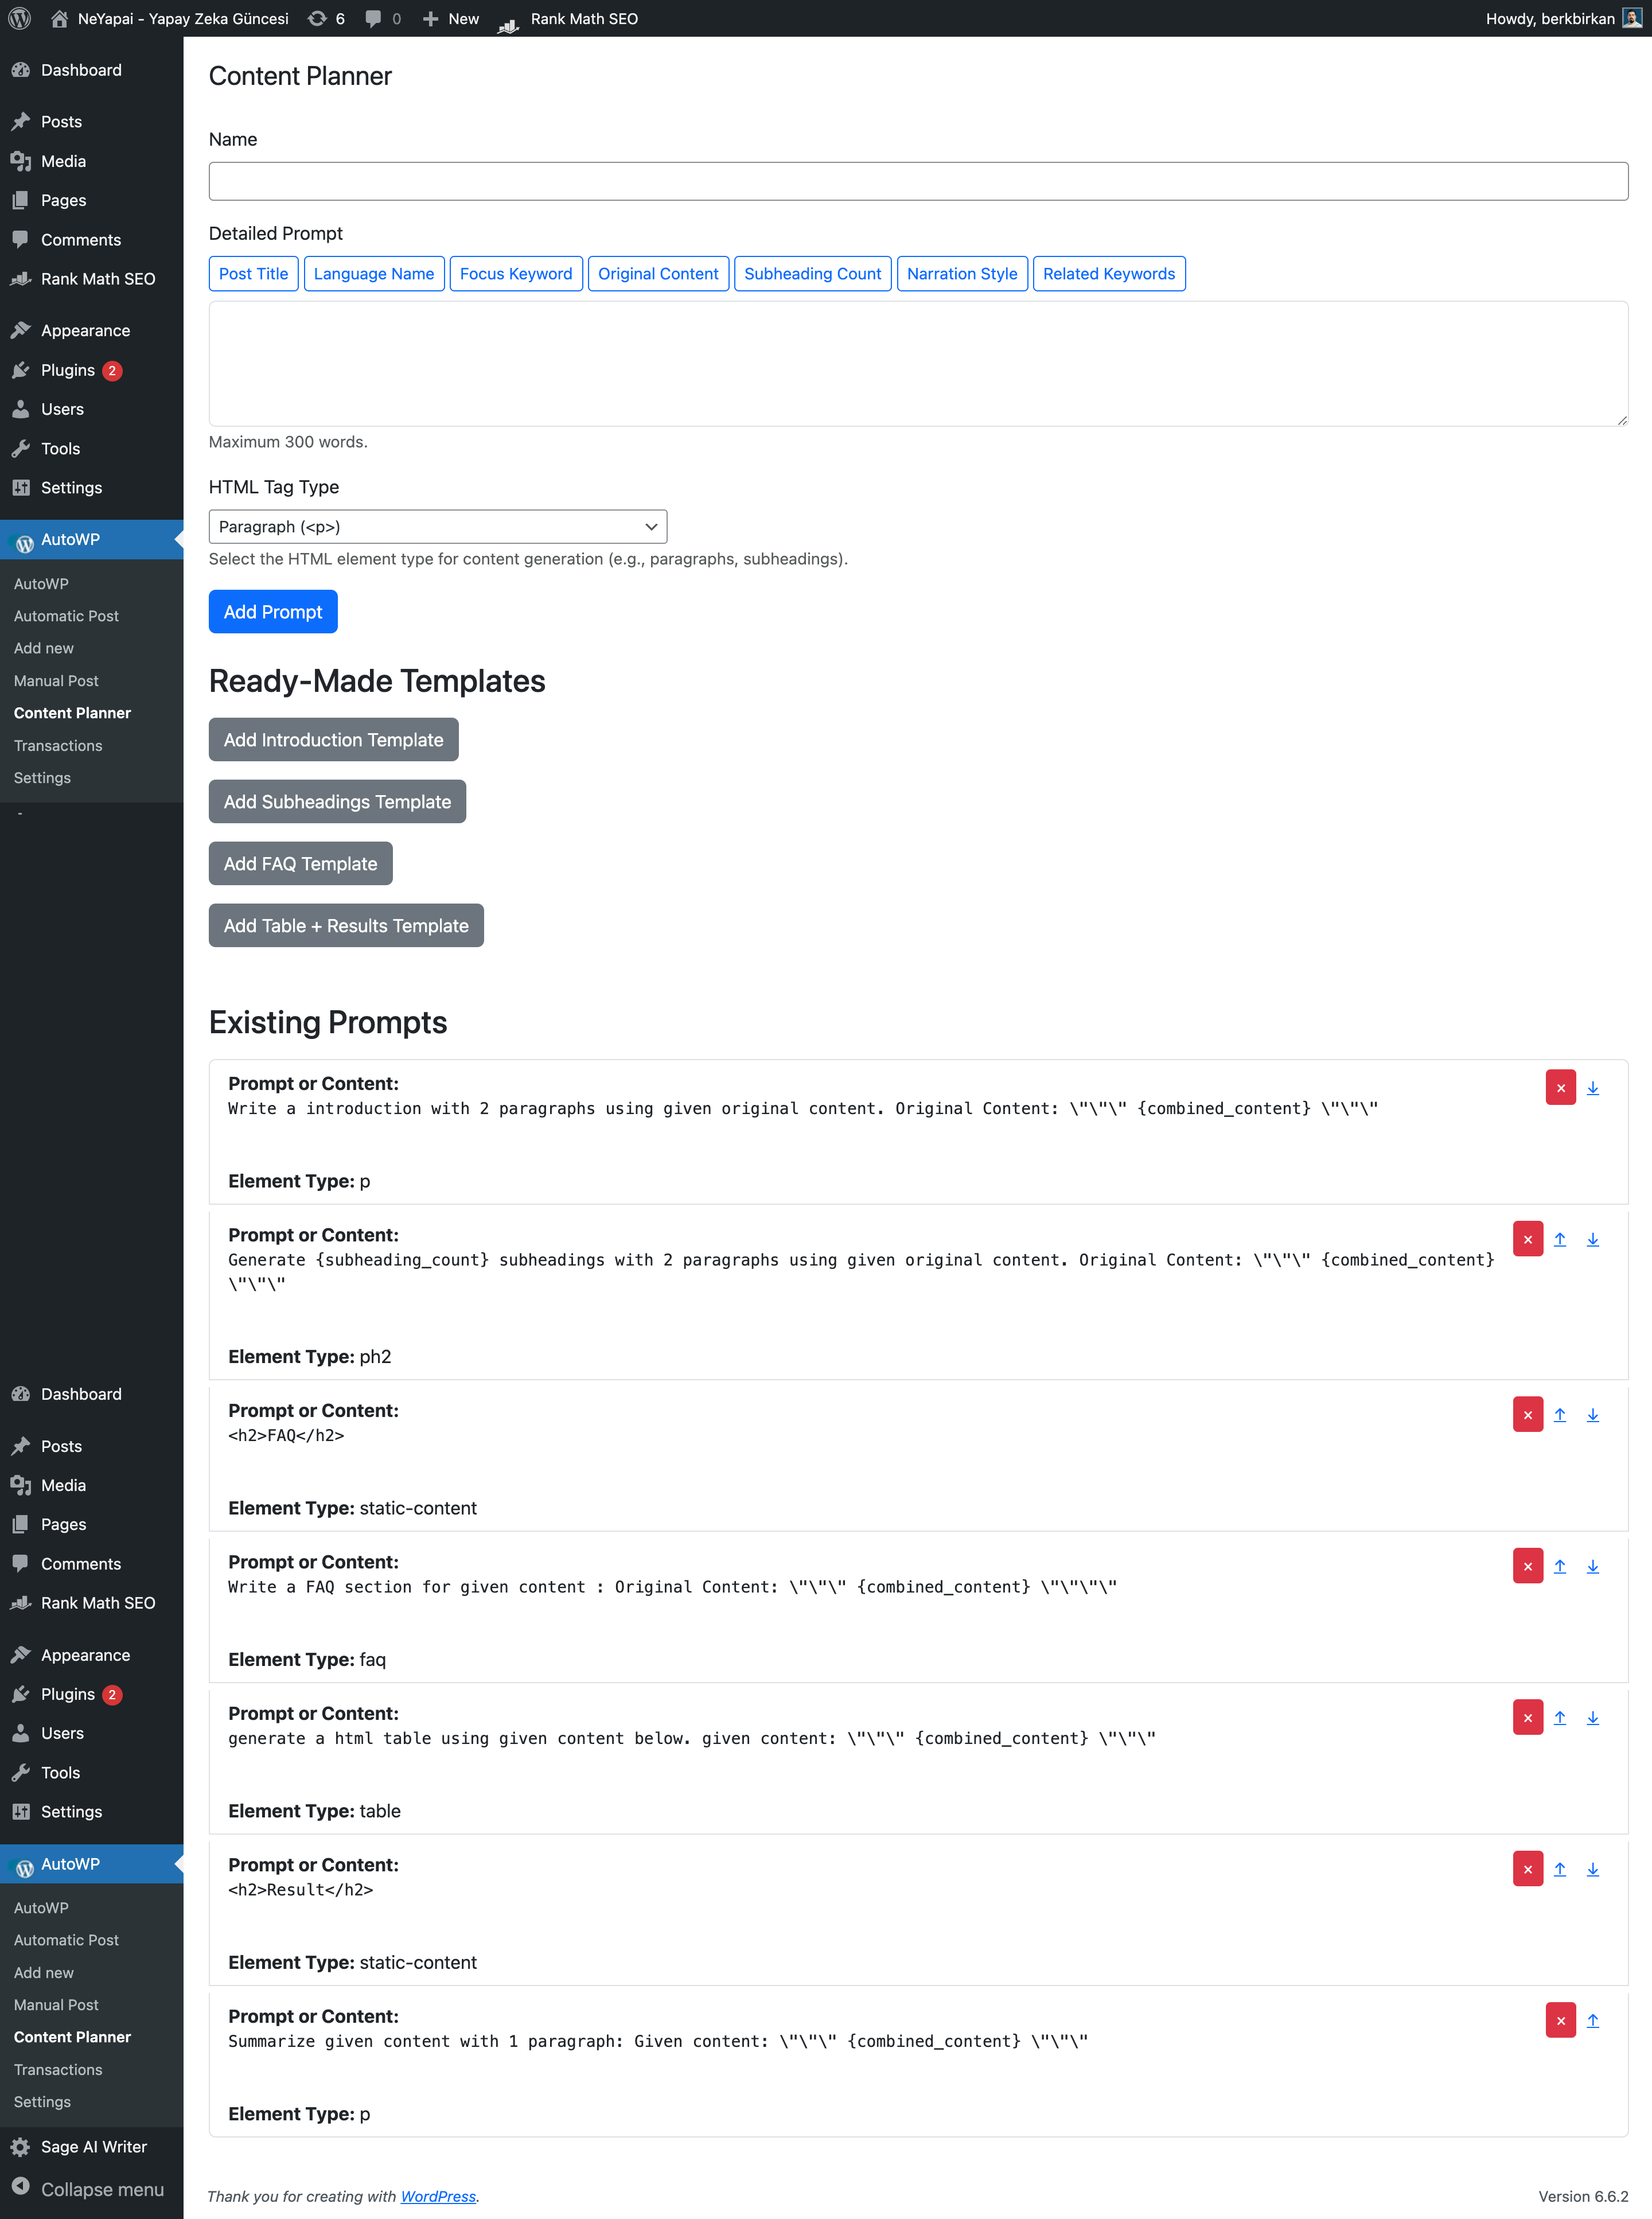 NeYapai - Yapay Zeka Güncesi 6 0 New Rank Math SEO Howdy, berkbirkan
Dashboard
Posts
Media
Pages
Comments
Rank Math SEO
Appearance
Plugins 2
Users
Tools
Settings
AutoWP
AutoWP
Automatic Post
Add new
Manual Post
Content Planner
Transactions
Settings
Dashboard
Posts
Media
Pages
Comments
Rank Math SEO
Appearance
Plugins 2
Users
Tools
Settings
AutoWP
AutoWP
Automatic Post
Add new
Manual Post
Content Planner
Transactions
Settings
Sage AI Writer
Collapse menu
Content Planner
Name
Detailed Prompt
Post Title Language Name Focus Keyword Original Content Subheading Count Narration Style Related Keywords
Maximum 300 words.
HTML Tag Type
Paragraph (<p>)
Select the HTML element type for content generation (e.g., paragraphs, subheadings).
Add Prompt
Ready-Made Templates
Add Introduction Template
Add Subheadings Template
Add FAQ Template
Add Table + Results Template
Existing Prompts
Prompt or Content:
Write a introduction with 2 paragraphs using given original content. Original Content: \"\"\" {combined_content} \"\"\"
Element Type: p
Prompt or Content:
Generate {subheading_count} subheadings with 2 paragraphs using given original content. Original Content: \"\"\" {combined_content}
\"\"\"
Element Type: ph2
Prompt or Content:
<h2>FAQ</h2>
Element Type: static-content
Prompt or Content:
Write a FAQ section for given content : Original Content: \"\"\" {combined_content} \"\"\"\"
Element Type: faq
Prompt or Content:
generate a html table using given content below. given content: \"\"\" {combined_content} \"\"\"
Element Type: table
Prompt or Content:
<h2>Result</h2>
Element Type: static-content
Prompt or Content:
Summarize given content with 1 paragraph: Given content: \"\"\" {combined_content} \"\"\"
Element Type: p
Thank you for creating with WordPress. Version 6.6.2